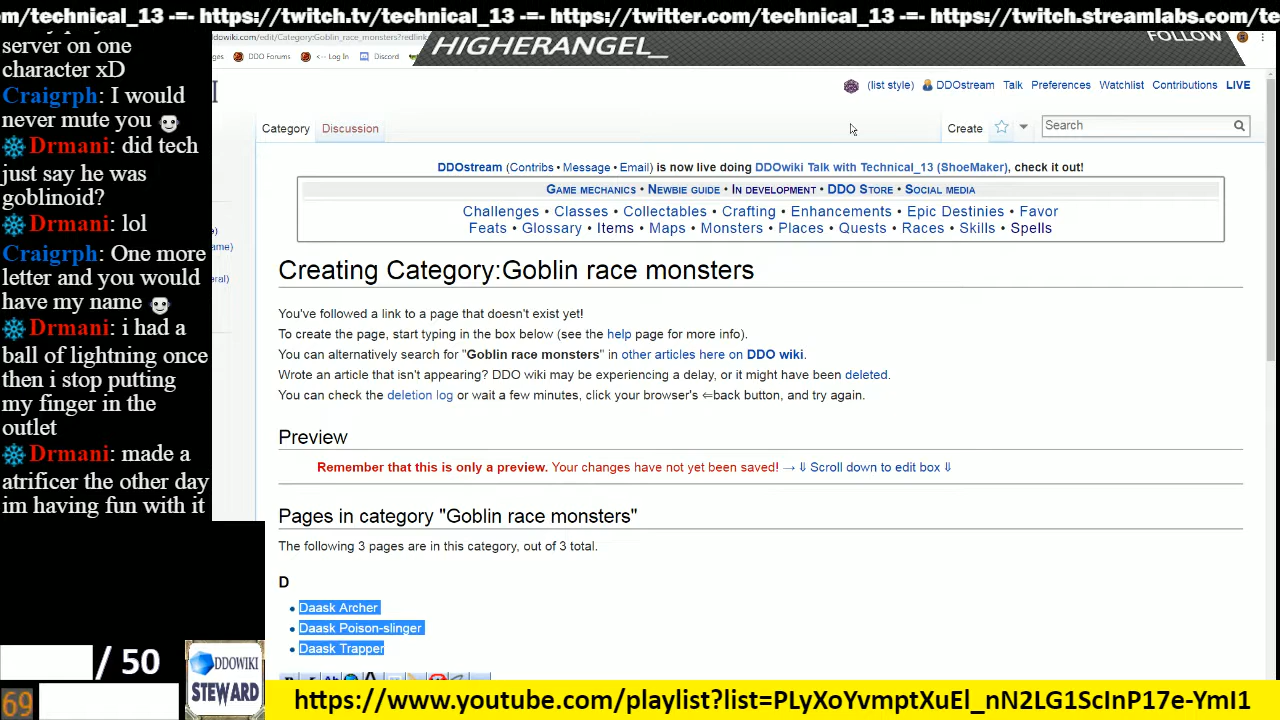 m/technical_13 -=- https://twitch.tv/technical_13 -=- https://twitter.com/technical_13 -=- https://twitch.streamlabs.com/te
server on one
character xD
Craigrph: I would
never mute you
Drmani: did tech
just say he was
goblinoid?
Drmani: lol
Craigrph: One more
letter and you would
have my name
Drmani: i had a
ball of lightning once
then i stop putting
my finger in the
outlet
Drmani: made a
atrificer the other day
im having fun with it
/ 50
69
DDOWIKI
STEWARD
ddowiki.com/edit/Category:Goblin_race_monsters?redlink
ges DDO Forums <-- Log In Discord
HIGHERANGEL_
FOLLOW
(list style) DDOstream Talk Preferences Watchlist Contributions LIVE
Category Discussion Create Search
DDOstream (Contribs • Message • Email) is now live doing DDOwiki Talk with Technical_13 (ShoeMaker), check it out!
Game mechanics • Newbie guide • In development • DDO Store • Social media
Challenges • Classes • Collectables • Crafting • Enhancements • Epic Destinies • Favor
Feats • Glossary • Items • Maps • Monsters • Places • Quests • Races • Skills • Spells
Creating Category:Goblin race monsters
You've followed a link to a page that doesn't exist yet!
To create the page, start typing in the box below (see the help page for more info).
You can alternatively search for "Goblin race monsters" in other articles here on DDO wiki.
Wrote an article that isn't appearing? DDO wiki may be experiencing a delay, or it might have been deleted.
You can check the deletion log or wait a few minutes, click your browser's ⇐back button, and try again.
Preview
Remember that this is only a preview. Your changes have not yet been saved! → ⇓ Scroll down to edit box ⇓
Pages in category "Goblin race monsters"
The following 3 pages are in this category, out of 3 total.
D
• Daask Archer
• Daask Poison-slinger
• Daask Trapper
https://www.youtube.com/playlist?list=PLyXoYvmptXuEl_nN2LG1ScInP17e-YmI1